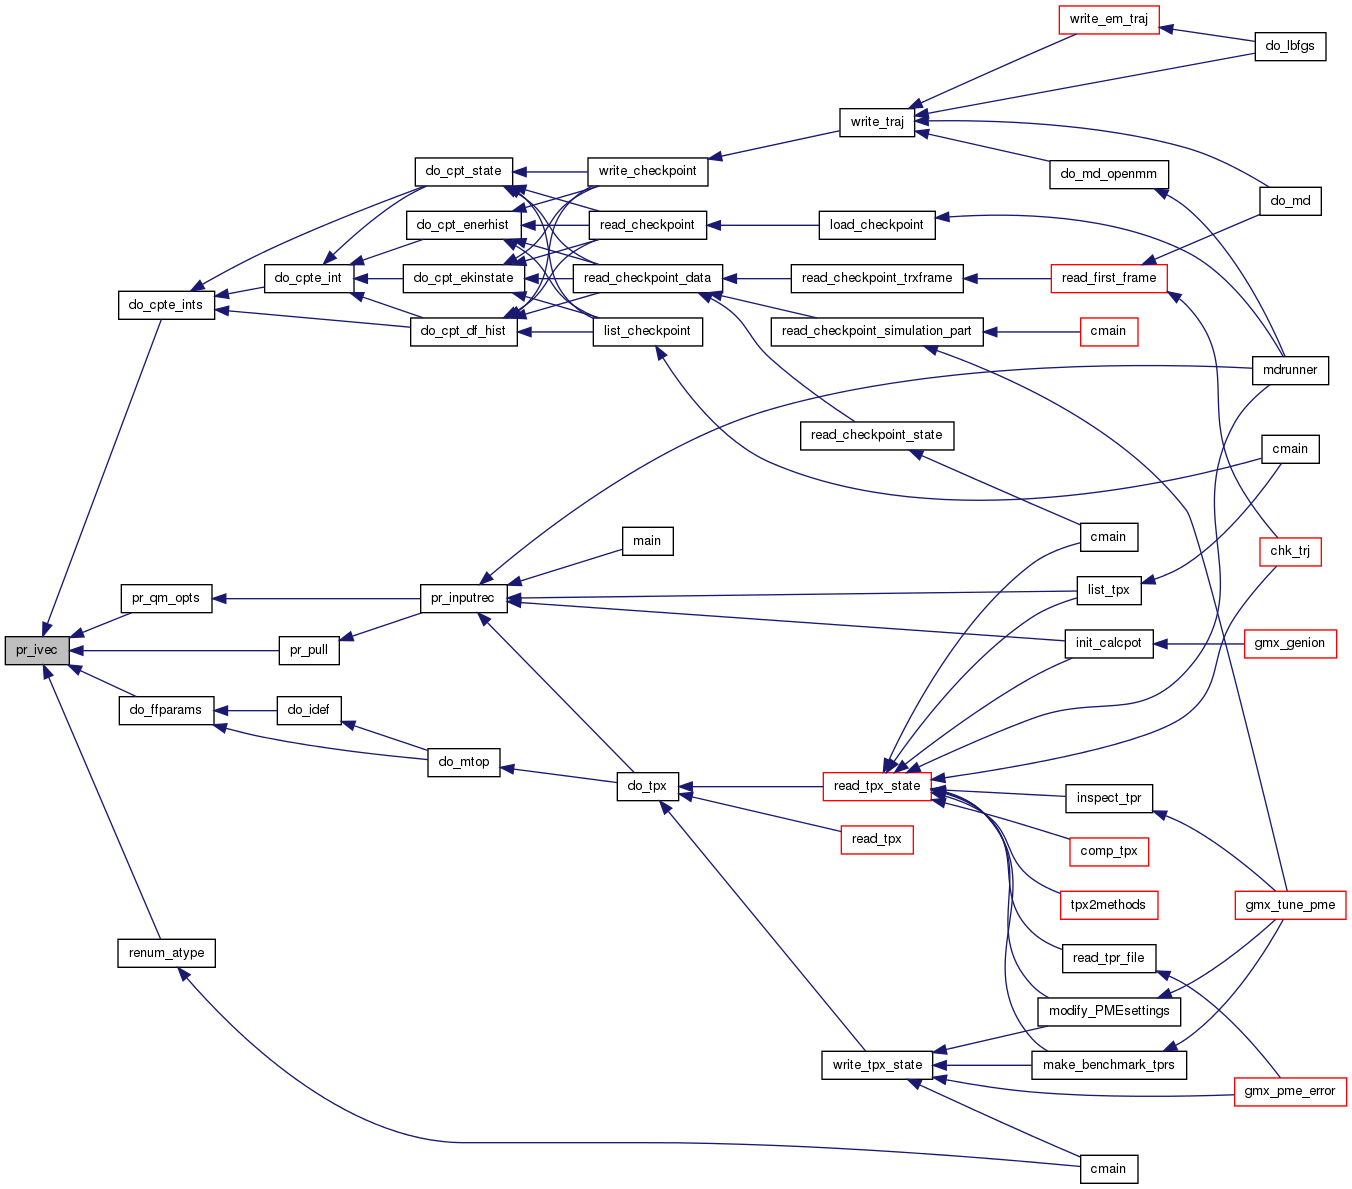 write_em_traj
do_lbfgs
write_traj
do_cpt_state
write_checkpoint
do_md_openmm
do_md
do_cpt_enerhist
read_checkpoint
load_checkpoint
do_cpte_int
do_cpt_ekinstate
read_checkpoint_data
read_checkpoint_trxframe
read_first_frame
do_cpte_ints
do_cpt_df_hist
list_checkpoint
read_checkpoint_simulation_part
cmain
mdrunner
read_checkpoint_state
cmain
main
cmain
chk_trj
pr_qm_opts
pr_inputrec
list_tpx
pr_ivec
pr_pull
init_calcpot
gmx_genion
do_ffparams
do_idef
do_mtop
do_tpx
read_tpx_state
inspect_tpr
read_tpx
comp_tpx
tpx2methods
gmx_tune_pme
renum_atype
read_tpr_file
modify_PMEsettings
write_tpx_state
make_benchmark_tprs
gmx_pme_error
cmain